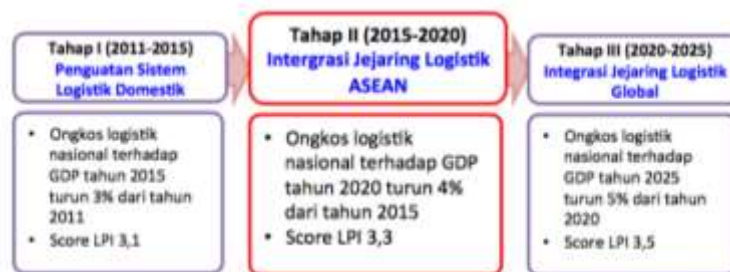 Tahap I (2011-2015)
Penguatan Sistem
Logistik Domestik
• Ongkos logistik
nasional terhadap
GDP tahun 2015
turun 3% dari tahun
2011
• Score LPI 3,1
Tahap II (2015-2020)
Intergrasi Jejaring Logistik
ASEAN
• Ongkos logistik
nasional terhadap GDP
tahun 2020 turun 4%
dari tahun 2015
• Score LPI 3,3
Tahap III (2020-2025)
Integrasi Jejaring Logistik
Global
• Ongkos logistik
nasional terhadap
GDP tahun 2025
turun 5% dari tahun
2020
• Score LPI 3,5